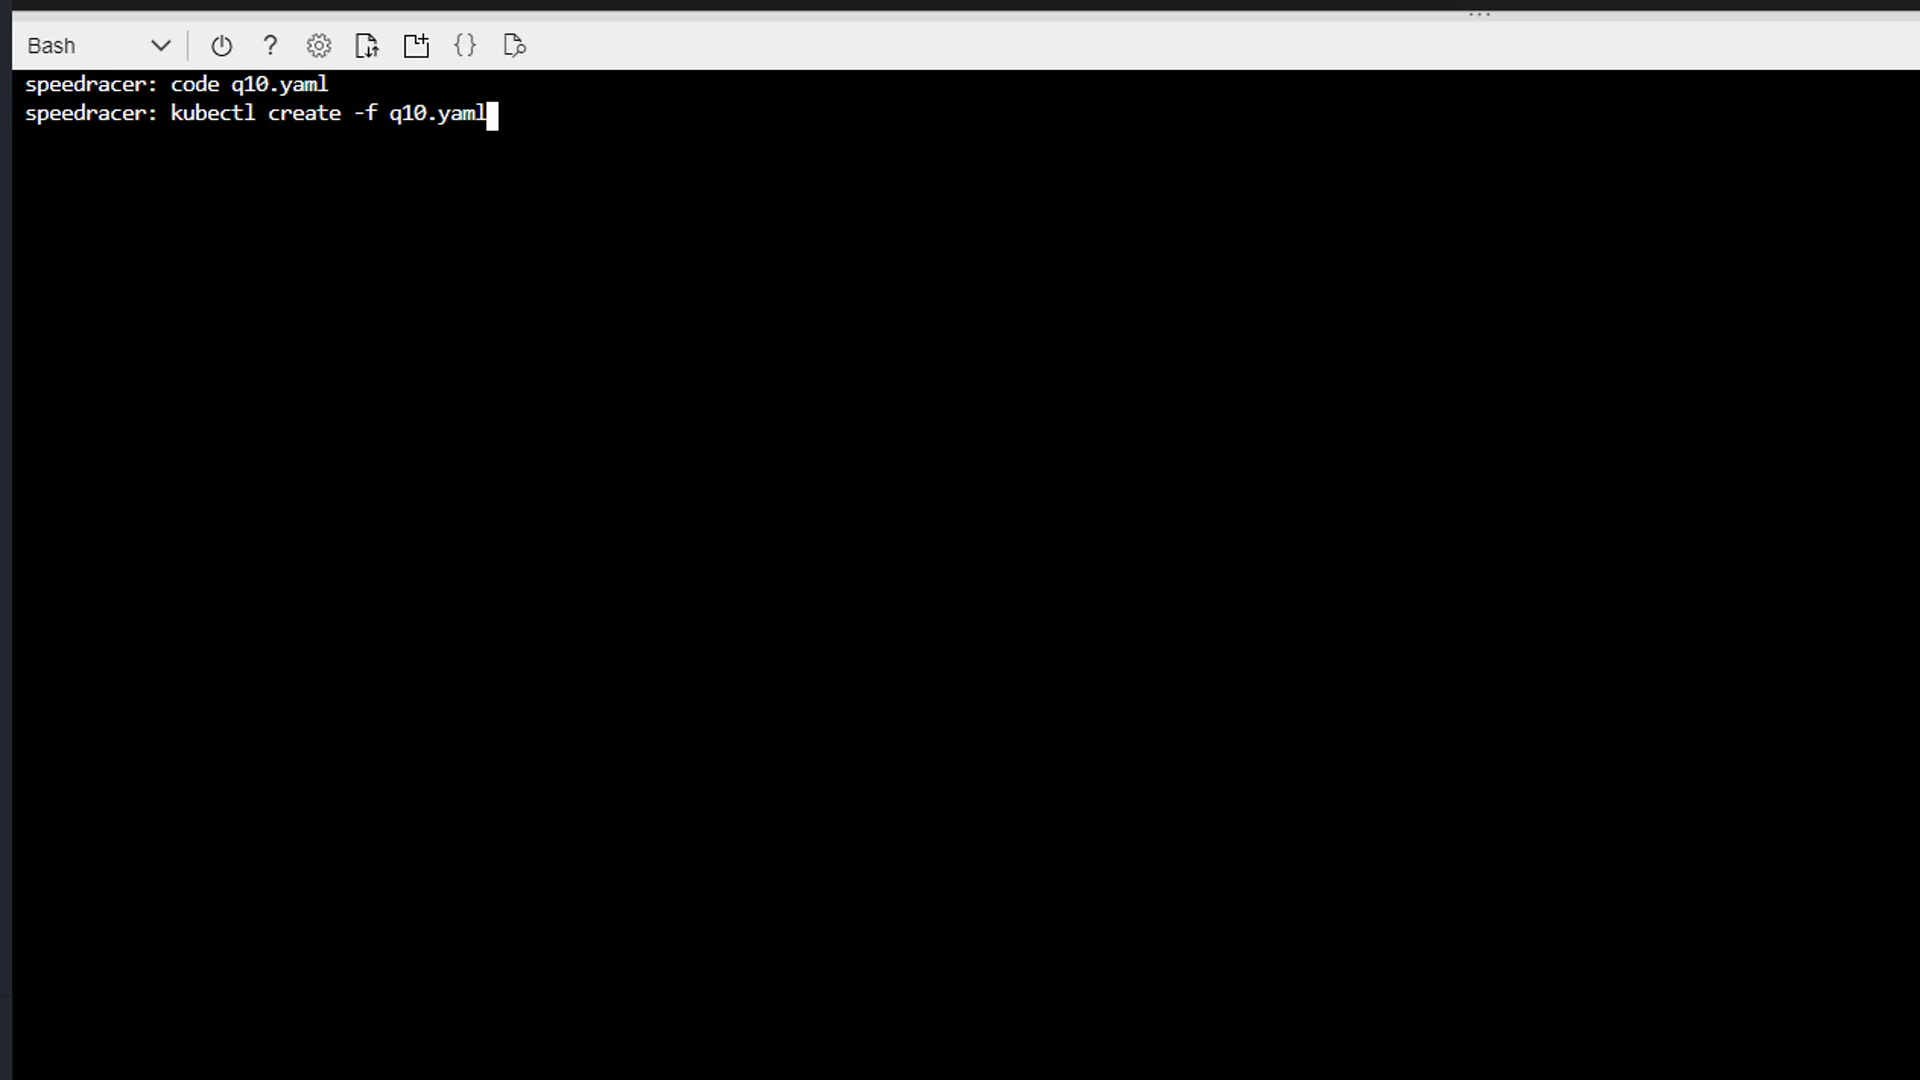 Bash
speedracer: code q10.yaml
speedracer: kubectl create -f q10.yaml